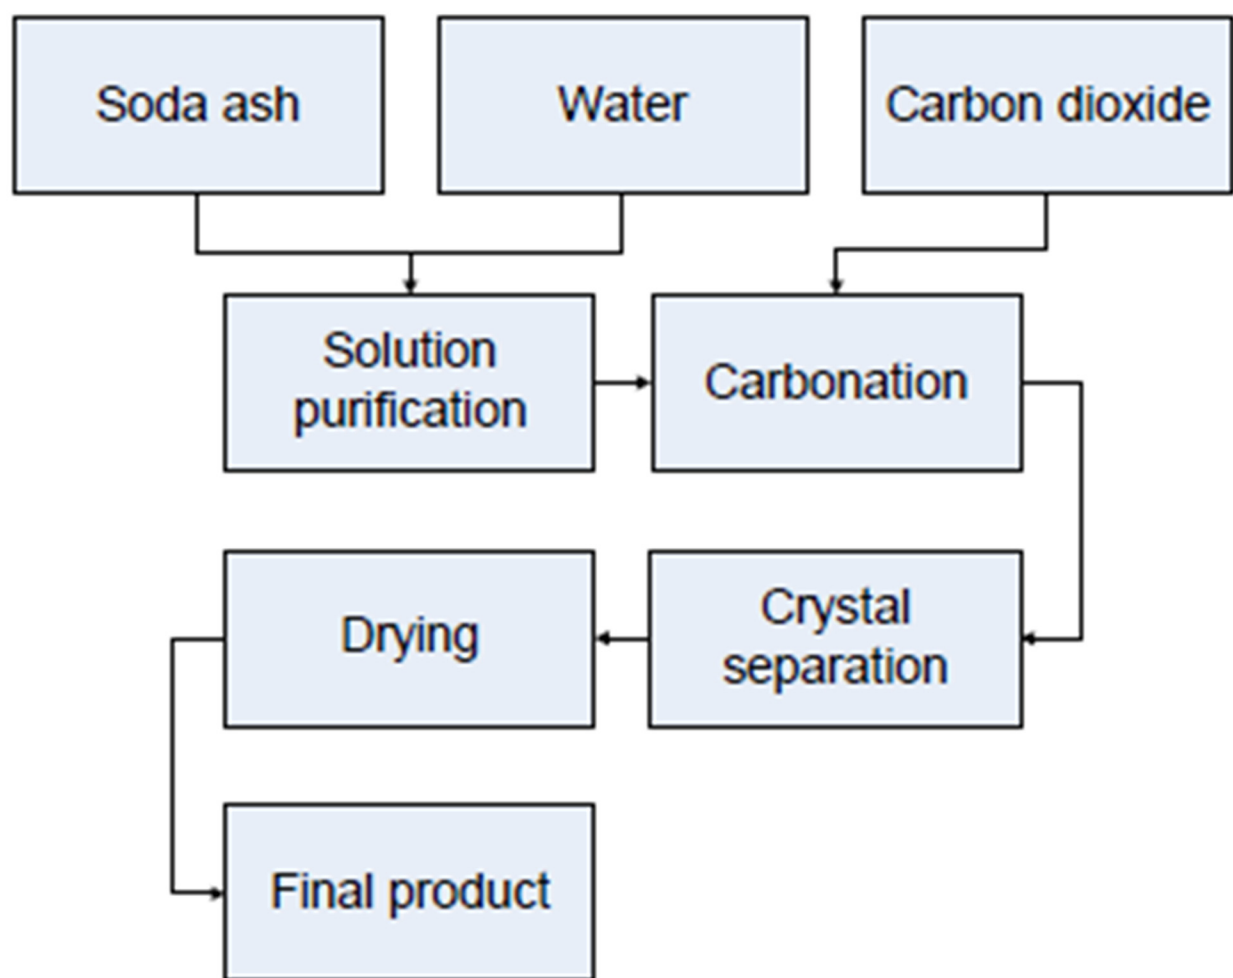 Soda ash
Water
Carbon dioxide
Solution
purification
Carbonation
Drying
Crystal
separation
Final product